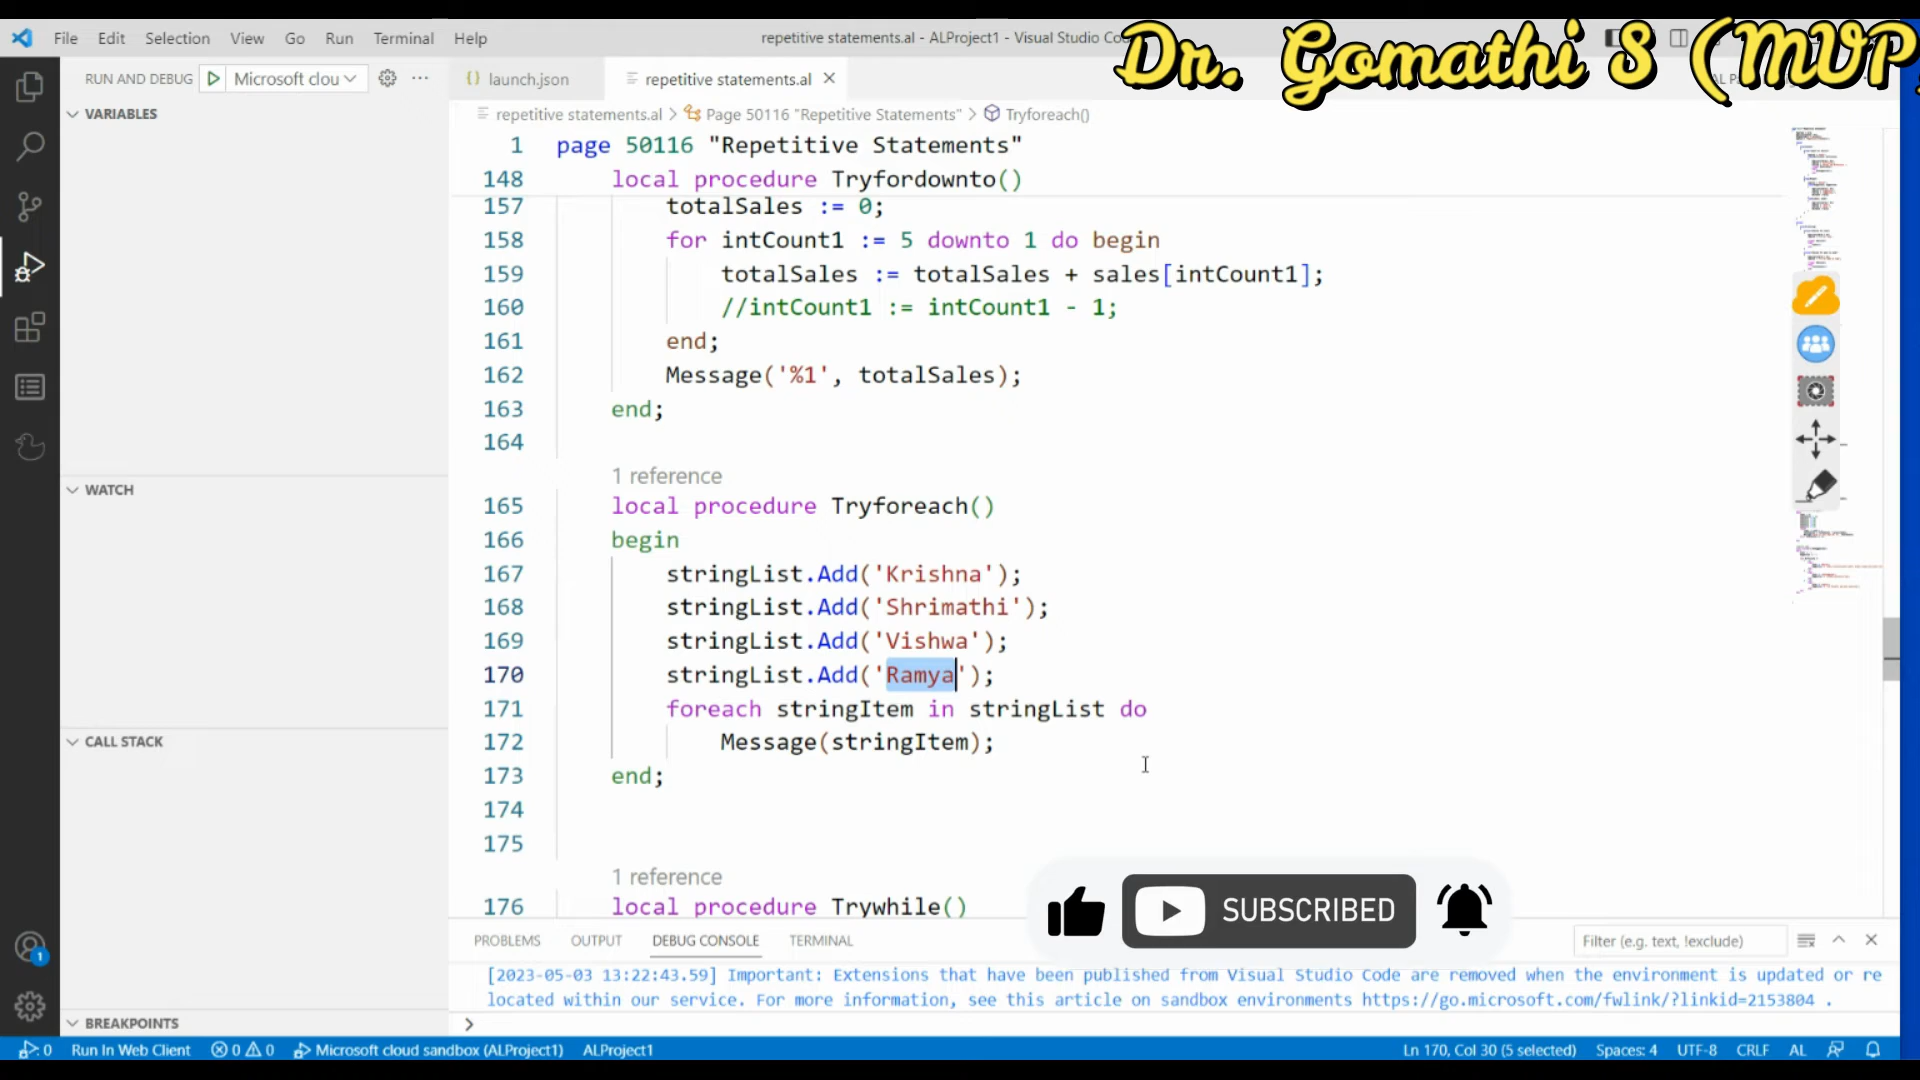 File Edit Selection View Go Run Terminal Help
repetitive statements.al - ALProject1 - Visual Studio
Dr. Gomathi S (MVP
RUN AND DEBUG Microsoft clou
launch.json
repetitive statements.al
VARIABLES
repetitive statements.al > Page 50116 "Repetitive Statements" > Tryforeach()
1 page 50116 "Repetitive Statements"
148 local procedure Tryfordownto()
157 totalSales := 0;
158 for intCount1 := 5 downto 1 do begin
159 totalSales := totalSales + sales[intCount1];
160 //intCount1 := intCount1 - 1;
161 end;
162 Message('%1', totalSales);
163 end;
164
1 reference
165 local procedure Tryforeach()
166 begin
167 stringList.Add('Krishna');
168 stringList.Add('Shrimathi');
169 stringList.Add('Vishwa');
170 stringList.Add('Ramya');
171 foreach stringItem in stringList do
172 Message(stringItem);
173 end;
174
175
1 reference
176 local procedure Trywhile()
WATCH
CALL STACK
BREAKPOINTS
SUBSCRIBED
PROBLEMS OUTPUT DEBUG CONSOLE TERMINAL
Filter (e.g. text, !exclude)
[2023-05-03 13:22:43.59] Important: Extensions that have been published from Visual Studio Code are removed when the environment is updated or re
located within our service. For more information, see this article on sandbox environments https://go.microsoft.com/fwlink/?linkid=2153804 .
>
1
0 Run In Web Client 0 0 Microsoft cloud sandbox (ALProject1) ALProject1
Ln 170, Col 30 (5 selected) Spaces: 4 UTF-8 CRLF AL